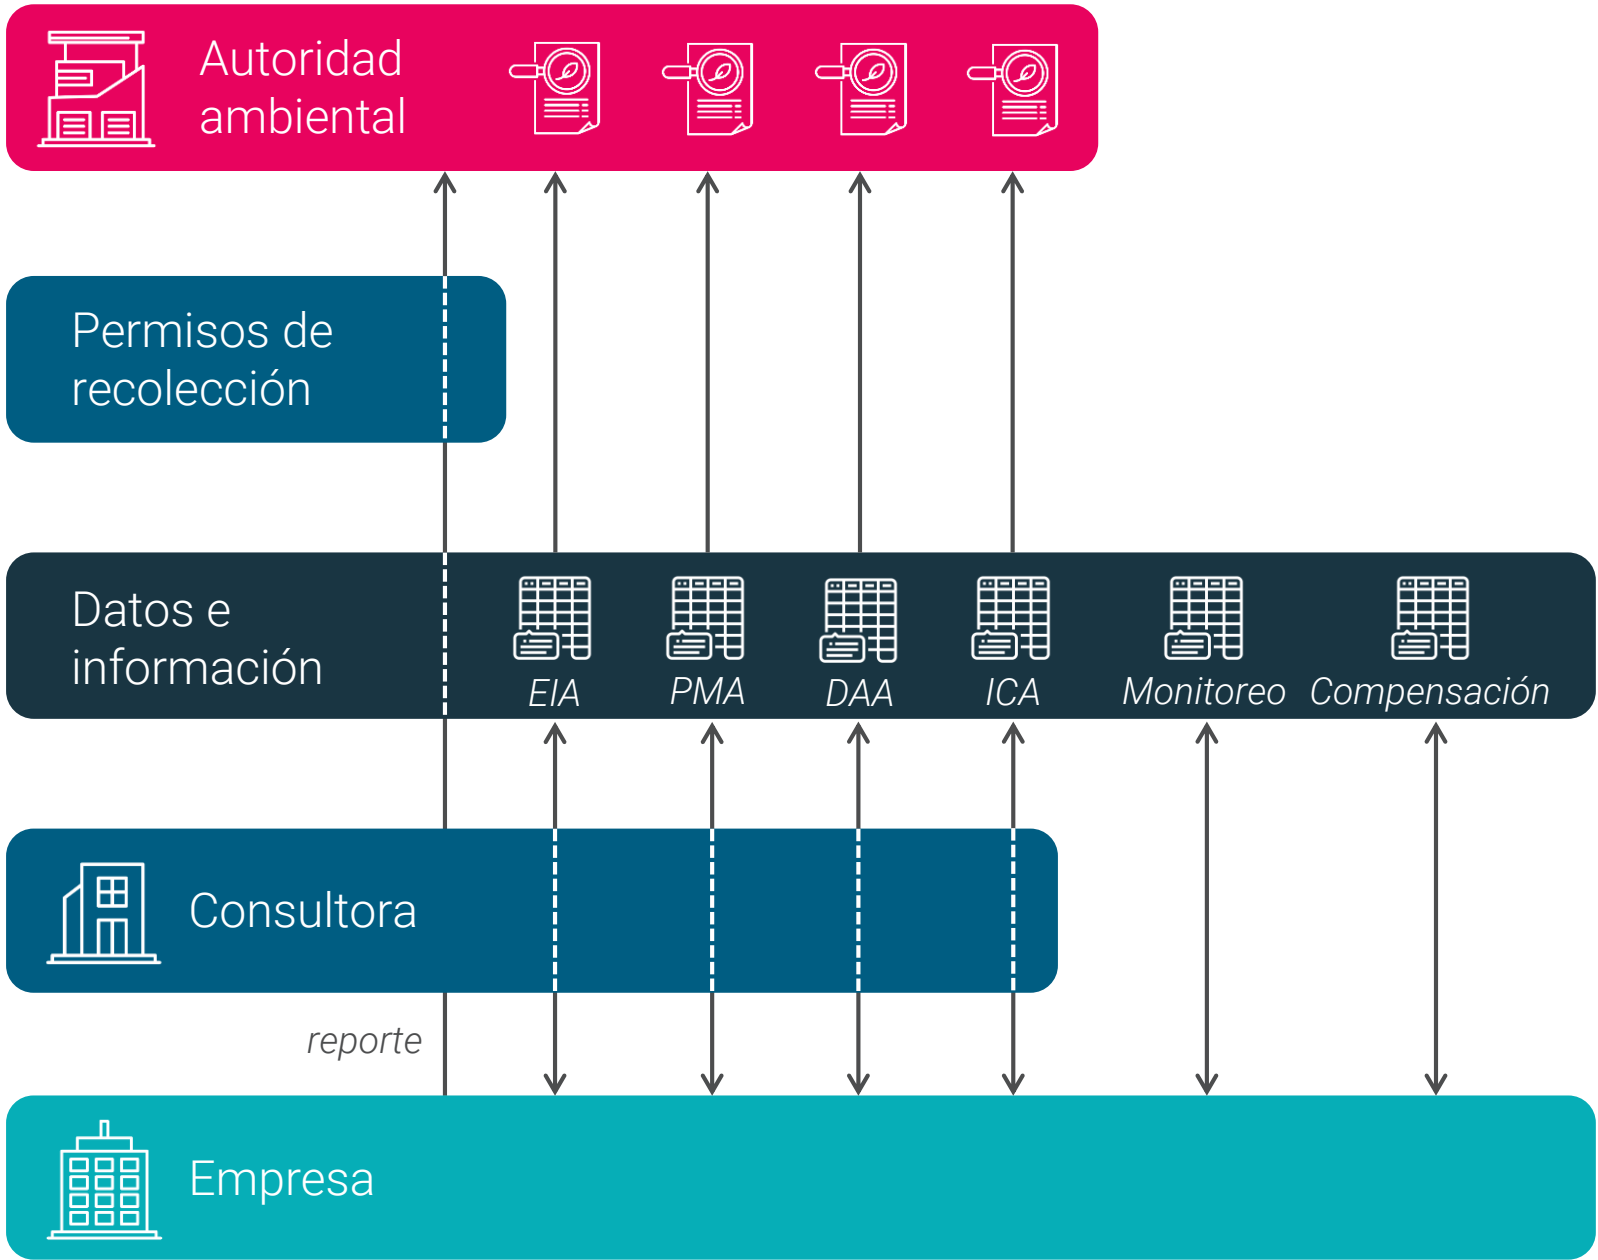 Autoridad
ambiental
Permisos de
recolección
Datos e
información
EIA
PMA
DAA
ICA
Monitoreo
Compensación
Consultora
reporte
Empresa